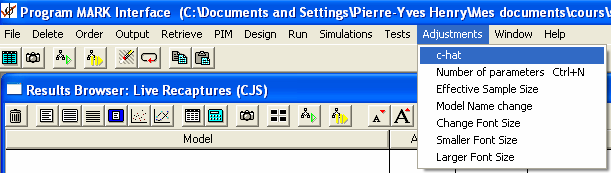 Program MARK Interface (C:\Documents and Settings\Pierre-Yves Henry\Mes documents\cours\
File Delete Order Output Retrieve PIM Design Run Simulations Tests Adjustments Window Help
c-hat
Number of parameters Ctrl+N
Effective Sample Size
Model Name change
Change Font Size
Smaller Font Size
Larger Font Size
Results Browser: Live Recaptures (CJS)
Model